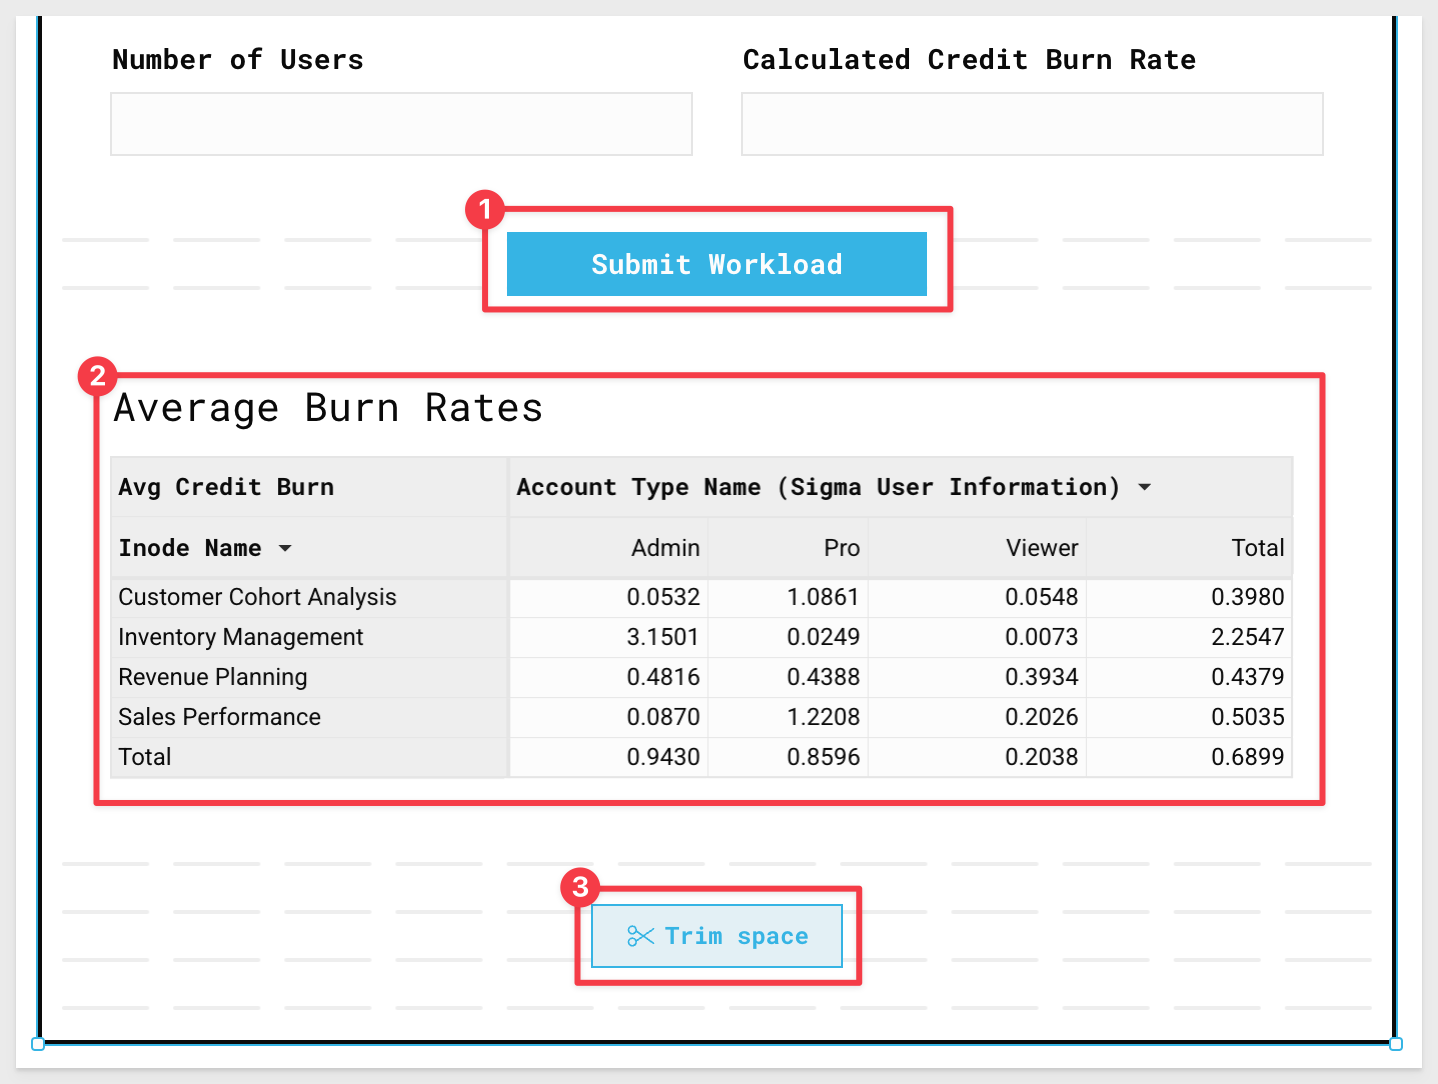 Number of Users
Calculated Credit Burn Rate
1
Submit Workload
2
Average Burn Rates
Avg Credit Burn Account Type Name (Sigma User Information)
Inode Name Admin Pro Viewer Total
Customer Cohort Analysis 0.0532 1.0861 0.0548 0.3980
Inventory Management 3.1501 0.0249 0.0073 2.2547
Revenue Planning 0.4816 0.4388 0.3934 0.4379
Sales Performance 0.0870 1.2208 0.2026 0.5035
Total 0.9430 0.8596 0.2038 0.6899
3
Trim space